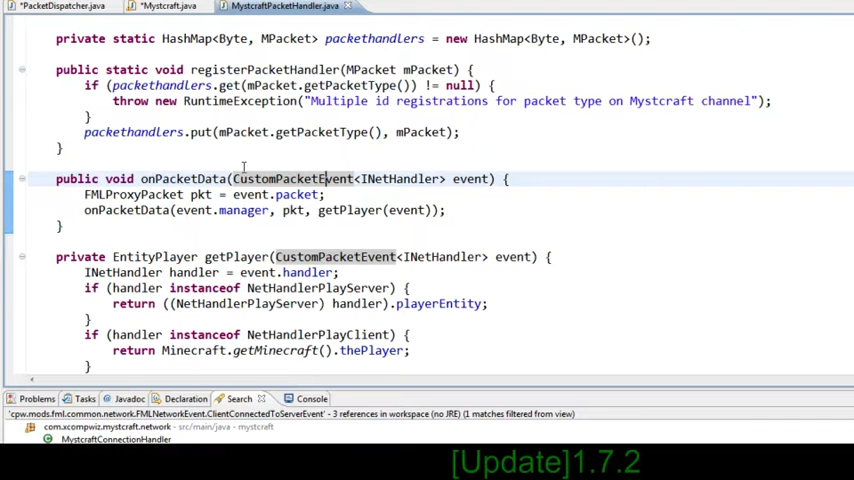 *PacketDispatcher.java *Mystcraft.java MystcraftPacketHandler.java
private static HashMap<Byte, MPacket> packethandlers = new HashMap<Byte, MPacket>();
public static void registerPacketHandler(MPacket mPacket) {
if (packethandlers.get(mPacket.getPacketType()) != null) {
throw new RuntimeException("Multiple id registrations for packet type on Mystcraft channel");
}
packethandlers.put(mPacket.getPacketType(), mPacket);
}
public void onPacketData(CustomPacketEvent<INetHandler> event) {
FMLProxyPacket pkt = event.packet;
onPacketData(event.manager, pkt, getPlayer(event));
}
private EntityPlayer getPlayer(CustomPacketEvent<INetHandler> event) {
INetHandler handler = event.handler;
if (handler instanceof NetHandlerPlayServer) {
return ((NetHandlerPlayServer) handler).playerEntity;
}
if (handler instanceof NetHandlerPlayClient) {
return Minecraft.getMinecraft().thePlayer;
}
Problems Tasks Javadoc Declaration Search Console
'cpw.mods.fml.common.network.FMLNetworkEvent.ClientConnectedToServerEvent' - 3 references in workspace (no JRE) (1 matches filtered from view)
com.xcompwiz.mystcraft.network - src/main/java - mystcraft
MystcraftConnectionHandler
[Update]1.7.2